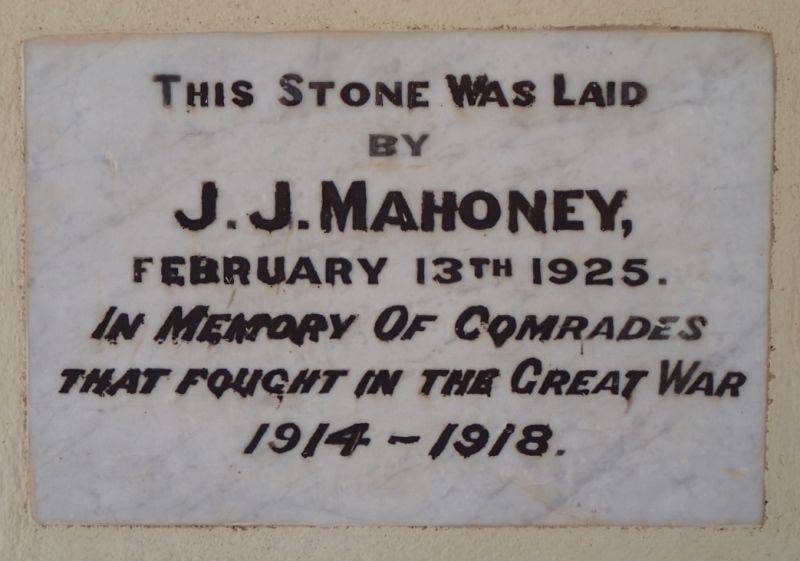 THIS STONE WAS LAID
BY
J. J. MAHONEY,
FEBRUARY 13TH 1925.
IN MEMORY OF COMRADES
THAT FOUGHT IN THE GREAT WAR
1914 - 1918.